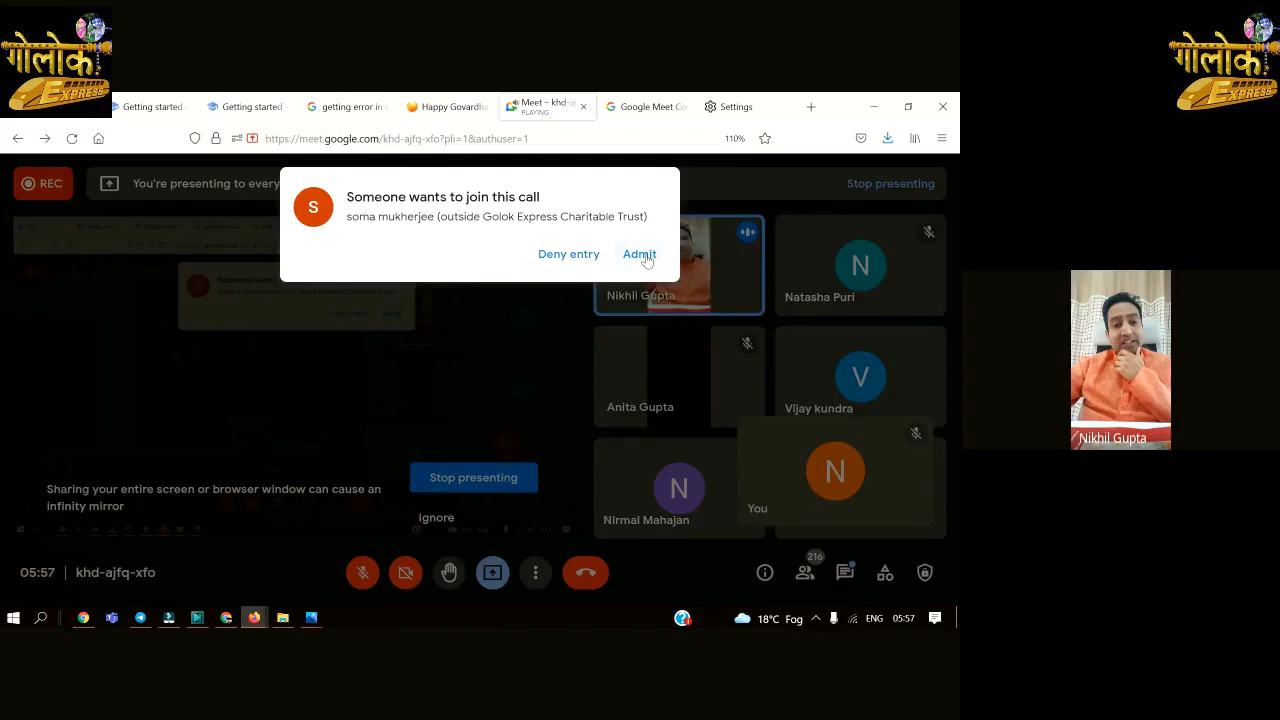 गोलोक
EXPRESS
गोलोक
EXPRESS
Getting started
Getting started
getting error in s
Happy Govardha
Meet – khd-aj
PLAYING
Google Meet Co
Settings
https://meet.google.com/khd-ajfq-xfo?pli=1&authuser=1
110%
REC
You're presenting to every
Stop presenting
S
Someone wants to join this call
soma mukherjee (outside Golok Express Charitable Trust)
Deny entry
Admit
Nikhil Gupta
N
Natasha Puri
Anita Gupta
V
Vijay kundra
Nikhil Gupta
Sharing your entire screen or browser window can cause an
infinity mirror
Stop presenting
Ignore
N
Nirmal Mahajan
N
You
05:57 | khd-ajfq-xfo
216
18°C Fog
ENG
05:57